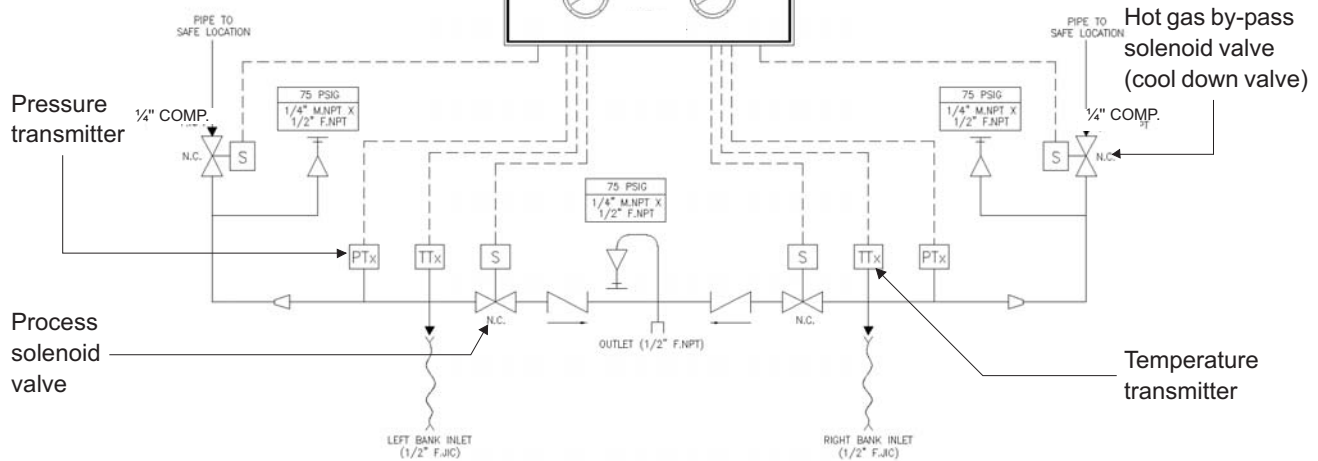 PIPE TO
SAFE LOCATION
PIPE TO
SAFE LOCATION
Hot gas by-pass
solenoid valve
(cool down valve)
Pressure
transmitter
¼" COMP.
75 PSIG
1/4" M.NPT X
1/2" F.NPT
75 PSIG
1/4" M.NPT X
1/2" F.NPT
¼" COMP.
N.C.
S
S
N.C.
75 PSIG
1/4" M.NPT X
1/2" F.NPT
PTx
TTx
S
S
TTx
PTx
Process
solenoid
valve
N.C.
N.C.
OUTLET (1/2" F.NPT)
Temperature
transmitter
LEFT BANK INLET
(1/2" F.JIC)
RIGHT BANK INLET
(1/2" F.JIC)